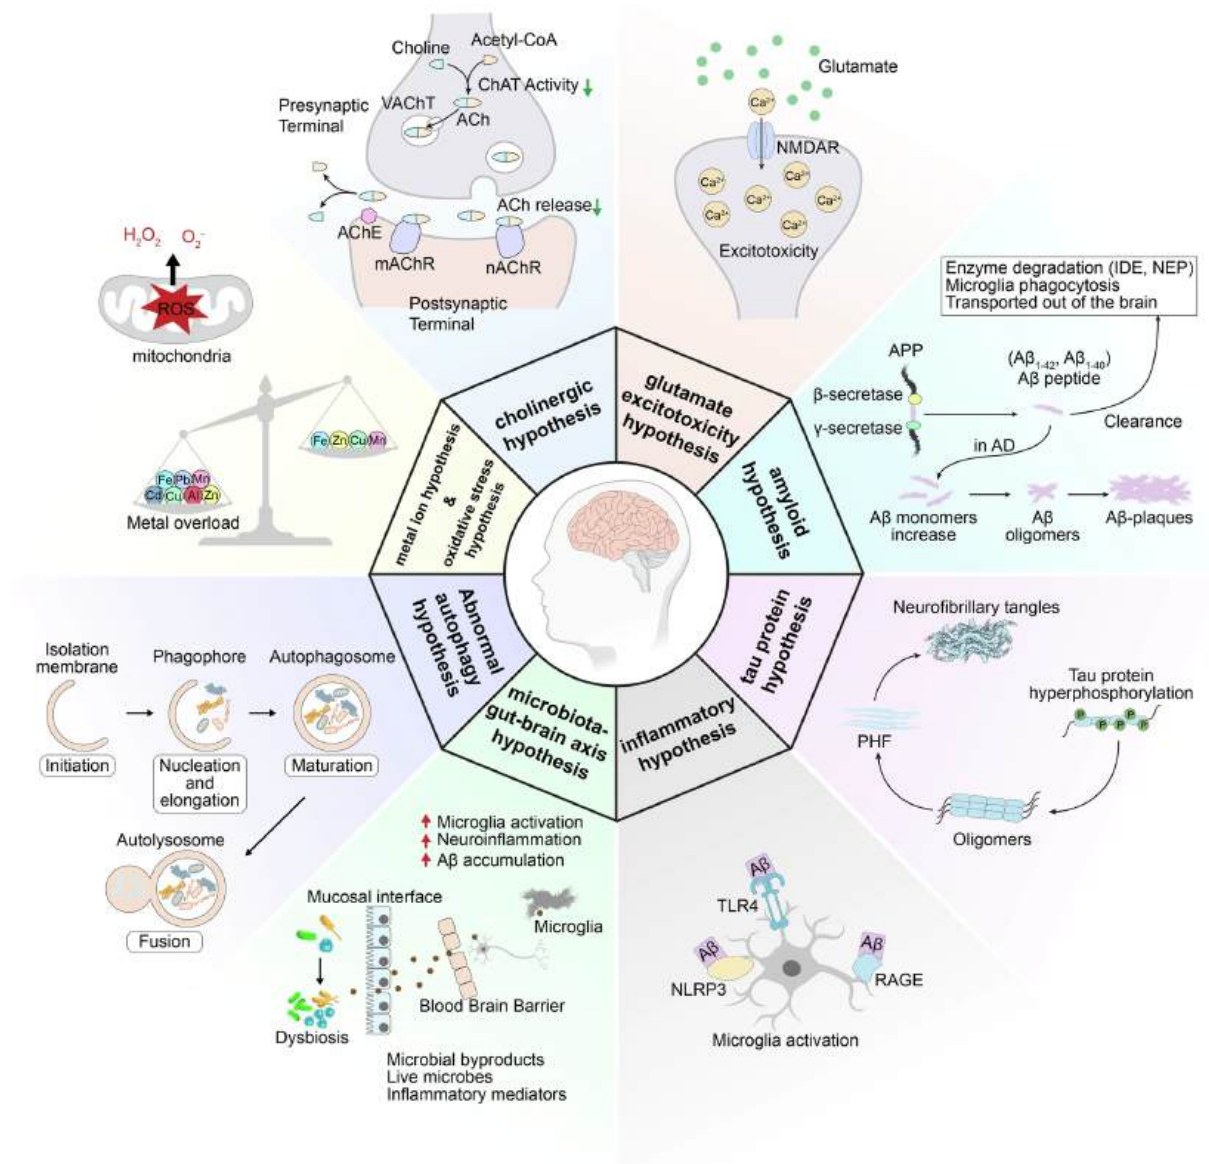 Choline
Acetyl-CoA
ChAT Activity
VAChT
ACh
Presynaptic
Terminal
ACh release
AChE
mAChR
nAChR
Postsynaptic
Terminal
Glutamate
Ca²⁺
NMDAR
Ca²⁺
Ca²⁺
Ca²⁺
Ca²⁺
Ca²⁺
Ca²⁺
Excitotoxicity
Enzyme degradation (IDE, NEP)
Microglia phagocytosis
Transported out of the brain
APP
β-secretase
γ-secretase
(Aβ₁₋₄₂, Aβ₁₋₄₀)
Aβ peptide
Clearance
in AD
Aβ monomers
increase
Aβ
oligomers
Aβ-plaques
H₂O₂ O₂⁻
ROS
mitochondria
Fe Zn Cu Mn
Fe Pb Mn
Cd Cu Al Zn
Metal overload
cholinergic
hypothesis
glutamate
excitotoxicity
hypothesis
amyloid
hypothesis
tau protein
hypothesis
inflammatory
hypothesis
microbiota-
gut-brain axis
hypothesis
Abnormal
autophagy
hypothesis
metal ion hypothesis
&
oxidative stress
hypothesis
Neurofibrillary tangles
Tau protein
hyperphosphorylation
P P P P P
PHF
Oligomers
Isolation
membrane
Phagophore
Autophagosome
Initiation
Nucleation
and
elongation
Maturation
Autolysosome
Fusion
Microglia activation
Neuroinflammation
Aβ accumulation
Mucosal interface
Microglia
Blood Brain Barrier
Dysbiosis
Microbial byproducts
Live microbes
Inflammatory mediators
Aβ
TLR4
Aβ
NLRP3
Aβ
RAGE
Microglia activation